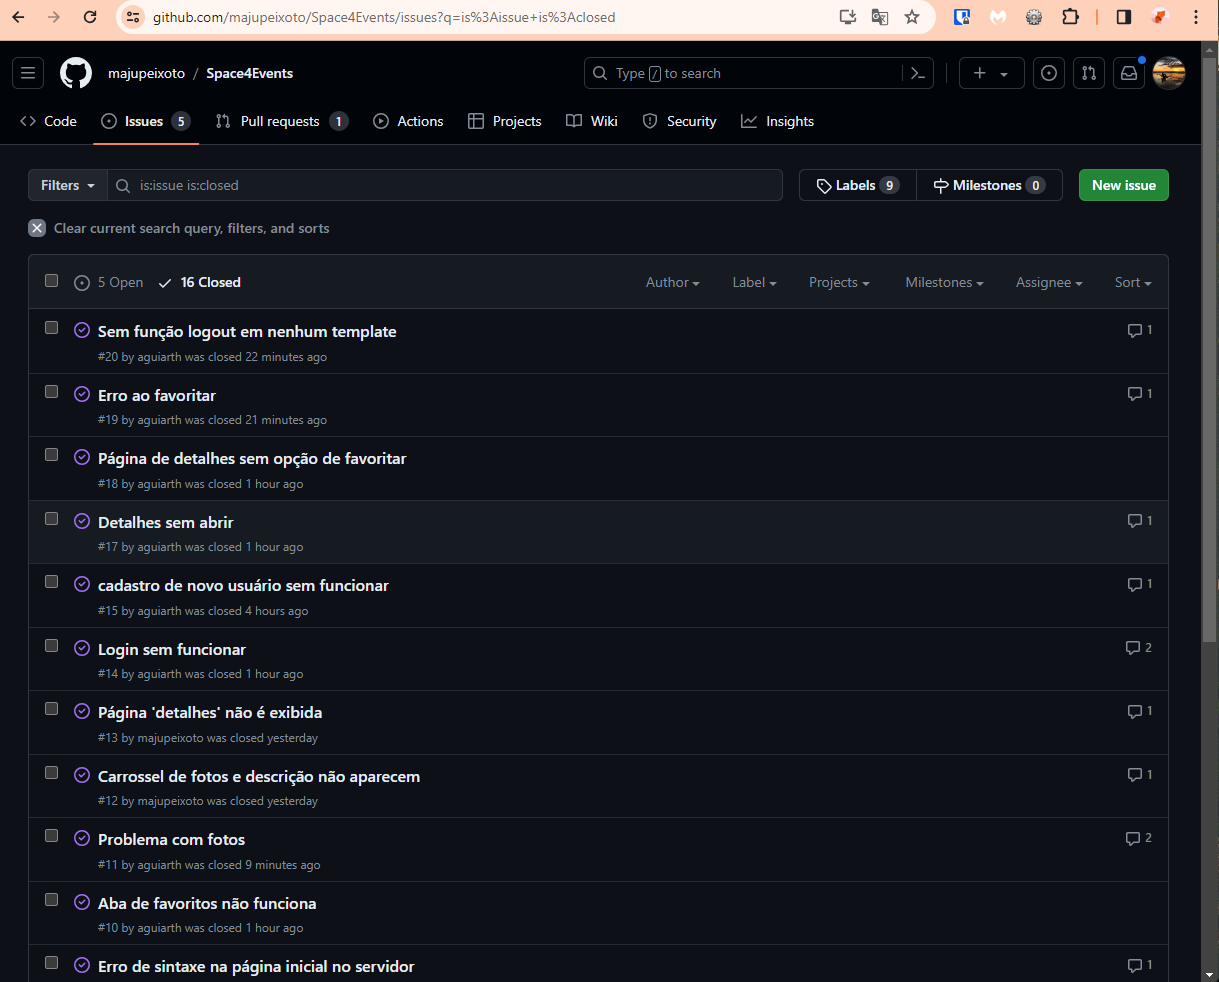 github.com/majupeixoto/Space4Events/issues?q=is%3Aissue+is%3Aclosed
majupeixoto / Space4Events
Type / to search
Code
Issues 5
Pull requests 1
Actions
Projects
Wiki
Security
Insights
Filters
is:issue is:closed
Labels 9
Milestones 0
New issue
Clear current search query, filters, and sorts
5 Open
16 Closed
Author
Label
Projects
Milestones
Assignee
Sort
Sem função logout em nenhum template
1
#20 by aguiarth was closed 22 minutes ago
Erro ao favoritar
1
#19 by aguiarth was closed 21 minutes ago
Página de detalhes sem opção de favoritar
#18 by aguiarth was closed 1 hour ago
Detalhes sem abrir
1
#17 by aguiarth was closed 1 hour ago
cadastro de novo usuário sem funcionar
1
#15 by aguiarth was closed 4 hours ago
Login sem funcionar
2
#14 by aguiarth was closed 1 hour ago
Página 'detalhes' não é exibida
1
#13 by majupeixoto was closed yesterday
Carrossel de fotos e descrição não aparecem
1
#12 by majupeixoto was closed yesterday
Problema com fotos
2
#11 by aguiarth was closed 9 minutes ago
Aba de favoritos não funciona
#10 by aguiarth was closed 1 hour ago
Erro de sintaxe na página inicial no servidor
1